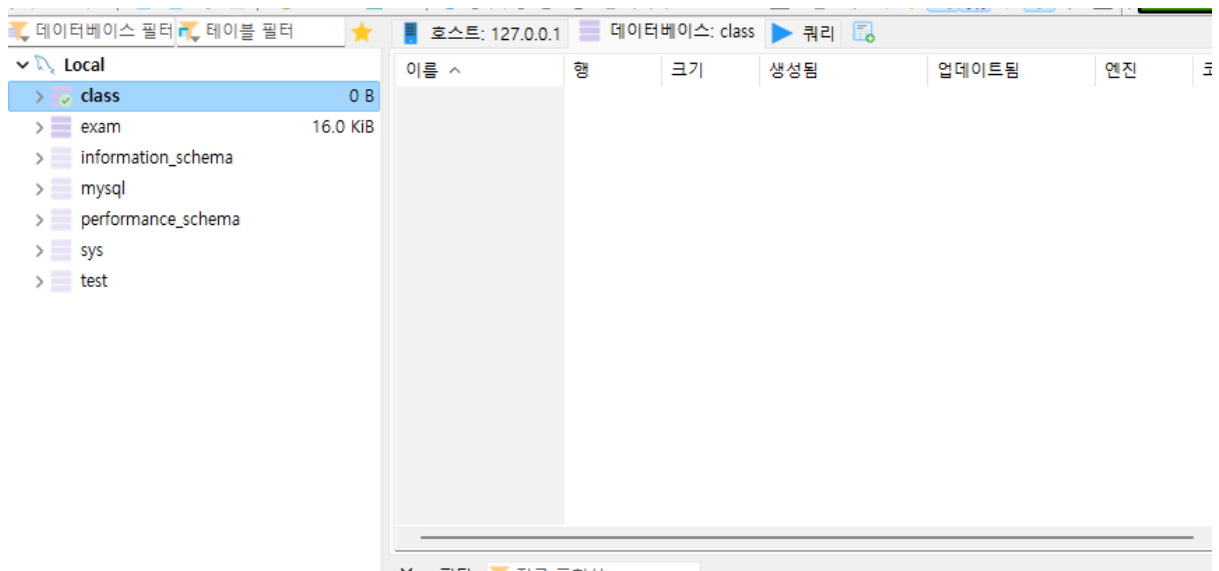 데이터베이스 필터 테이블 필터
Local
class 0 B
exam 16.0 KiB
information_schema
mysql
performance_schema
sys
test
호스트: 127.0.0.1 데이터베이스: class 쿼리
이름 행 크기 생성됨 업데이트됨 엔진